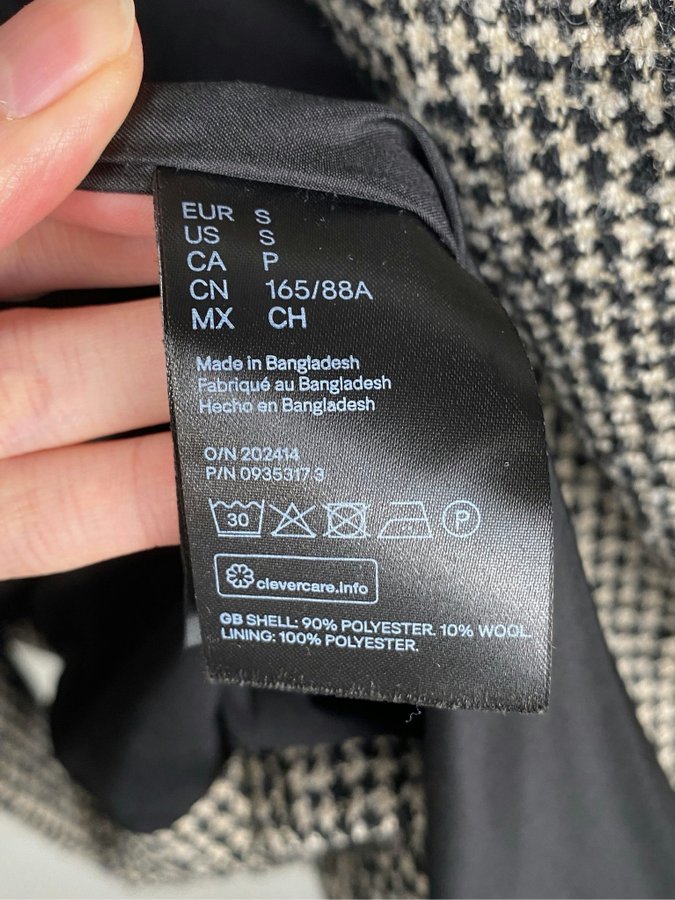 EUR S
US S
CA P
CN 165/88A
MX CH
Made in Bangladesh
Fabriqué au Bangladesh
Hecho en Bangladesh
O/N 202414
P/N 0935317.3
30 P
clevercare.info
GB SHELL: 90% POLYESTER. 10% WOOL.
LINING: 100% POLYESTER.